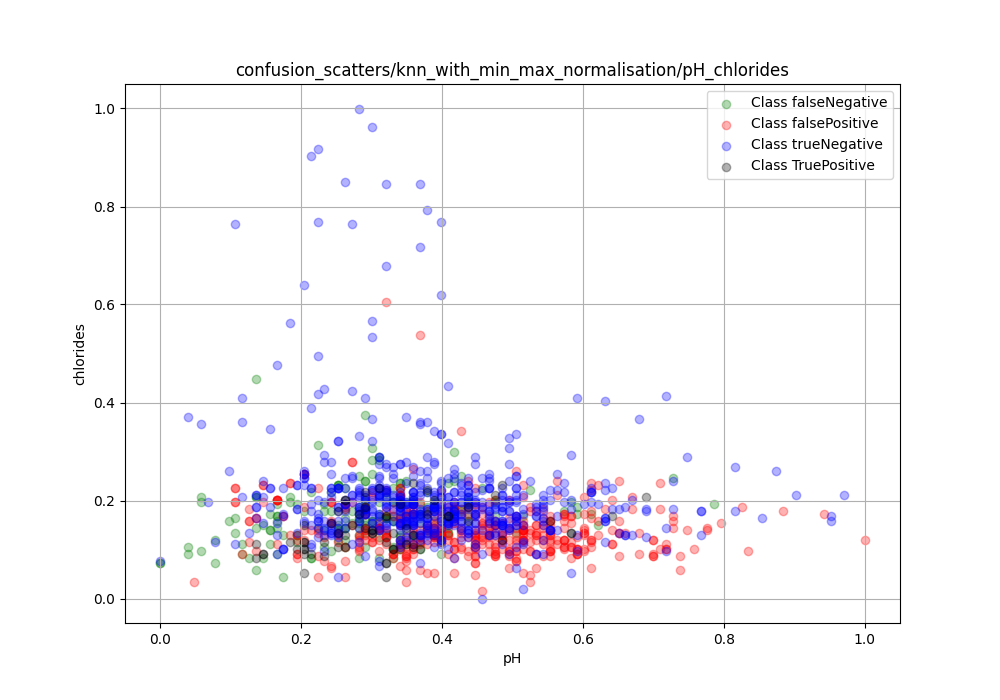 confusion_scatters/knn_with_min_max_normalisation/pH_chlorides
Class falseNegative
Class falsePositive
Class trueNegative
Class TruePositive
1.0
0.8
0.6
0.4
0.2
0.0
chlorides
0.0 0.2 0.4 0.6 0.8 1.0
pH